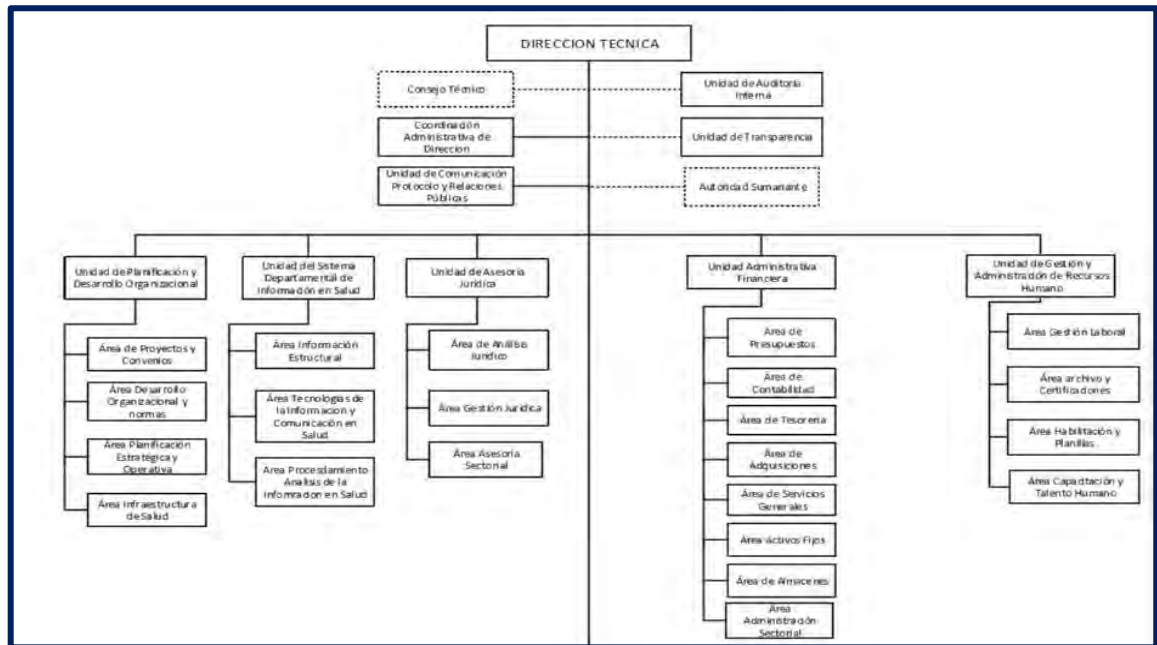 DIRECCION TECNICA
Consejo Técnico
Unidad de Auditoria
Interna
Coordinación
Administrativa de
Direccion
Unidad de Transparencia
Unidad de Comunicación
Protocolo y Relaciones
Públicas
Autoridad Sumariante
Unidad de Planificación y
Desarrollo Organizacional
Unidad del Sistema
Departamental de
Información en Salud
Unidad de Asesoria
Jurídica
Unidad Administrativa
Financiera
Unidad de Gestión y
Administración de Recursos
Humano
Área de Proyectos y
Convenios
Área Desarrollo
Organizacional y
normas
Área Planificación
Estratégica y
Operativa
Área Infraestructura
de Salud
Área Información
Estructural
Área Tecnologías de
la Informacion y
Comunicación en
Salud
Área Procesdamiento
Analisis de la
Infomracion en Salud
Área de Análisis
Jurídico
Área Gestión Jurídica
Área Asesoría
Sectorial
Area de
Presupuestos
Área de
Contabilidad
Área de Tesoreria
Área de
Adquisiciones
Área de Servicios
Generales
Área Activos Fijos
Área de Almacenes
Área
Administración
Sectorial
Área Gestión Laboral
Área archivo y
Certificadones
Área Habilitación y
Planillas
Área Capacitación y
Talento Humano